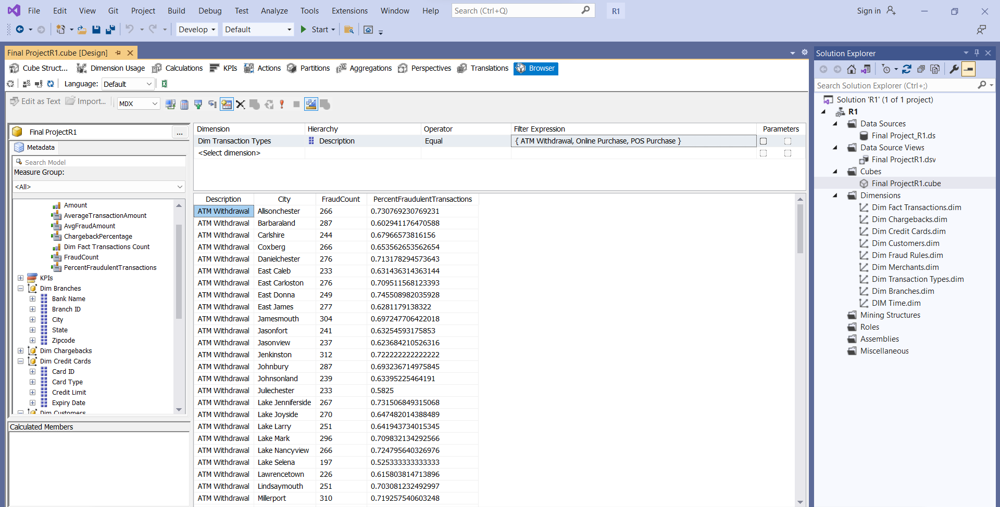 File Edit View Git Project Build Debug Test Analyze Tools Extensions Window Help Search (Ctrl+Q) R1 Sign in
Develop Default Start
Final ProjectR1.cube [Design]
Cube Struct... Dimension Usage Calculations KPIs Actions Partitions Aggregations Perspectives Translations Browser
Language: Default
Edit as Text Import... MDX
Final ProjectR1 ...
Metadata
Search Model
Measure Group:
<All>
Amount
AverageTransactionAmount
AvgFraudAmount
ChargebackPercentage
Dim Fact Transactions Count
FraudCount
PercentFraudulentTransactions
KPIs
Dim Branches
Bank Name
Branch ID
City
State
Zipcode
Dim Chargebacks
Dim Credit Cards
Card ID
Card Type
Credit Limit
Expiry Date
Dim Customers
Calculated Members
Dimension Hierarchy Operator Filter Expression Parameters
Dim Transaction Types Description Equal { ATM Withdrawal, Online Purchase, POS Purchase }
<Select dimension>
Description City FraudCount PercentFraudulentTransactions
ATM Withdrawal Allisonchester 266 0.730769230769231
ATM Withdrawal Barbaraland 287 0.602941176470588
ATM Withdrawal Carlshire 244 0.67966573816156
ATM Withdrawal Coxberg 266 0.653562653562654
ATM Withdrawal Danielchester 276 0.713178294573643
ATM Withdrawal East Caleb 233 0.631436314363144
ATM Withdrawal East Carloston 276 0.709511568123393
ATM Withdrawal East Donna 249 0.745508982035928
ATM Withdrawal East James 277 0.6281179138322
ATM Withdrawal Jamesmouth 304 0.697247706422018
ATM Withdrawal Jasonfort 241 0.63254593175853
ATM Withdrawal Jasonview 237 0.623684210526316
ATM Withdrawal Jenkinston 312 0.722222222222222
ATM Withdrawal Johnbury 287 0.693236714975845
ATM Withdrawal Johnsonland 239 0.63395225464191
ATM Withdrawal Juliechester 233 0.5825
ATM Withdrawal Lake Jenniferside 267 0.731506849315068
ATM Withdrawal Lake Joyside 270 0.647482014388489
ATM Withdrawal Lake Larry 251 0.641943734015345
ATM Withdrawal Lake Mark 296 0.709832134292566
ATM Withdrawal Lake Nancyview 266 0.724795640326976
ATM Withdrawal Lake Selena 197 0.525333333333333
ATM Withdrawal Lawrencetown 226 0.615803814713896
ATM Withdrawal Lindsaymouth 251 0.703081232492997
ATM Withdrawal Millerport 310 0.719257540603248
Solution Explorer
Search Solution Explorer (Ctrl+;)
Solution 'R1' (1 of 1 project)
R1
Data Sources
Final Project_R1.ds
Data Source Views
Final ProjectR1.dsv
Cubes
Final ProjectR1.cube
Dimensions
Dim Fact Transactions.dim
Dim Chargebacks.dim
Dim Credit Cards.dim
Dim Customers.dim
Dim Fraud Rules.dim
Dim Merchants.dim
Dim Transaction Types.dim
Dim Branches.dim
DIM Time.dim
Mining Structures
Roles
Assemblies
Miscellaneous